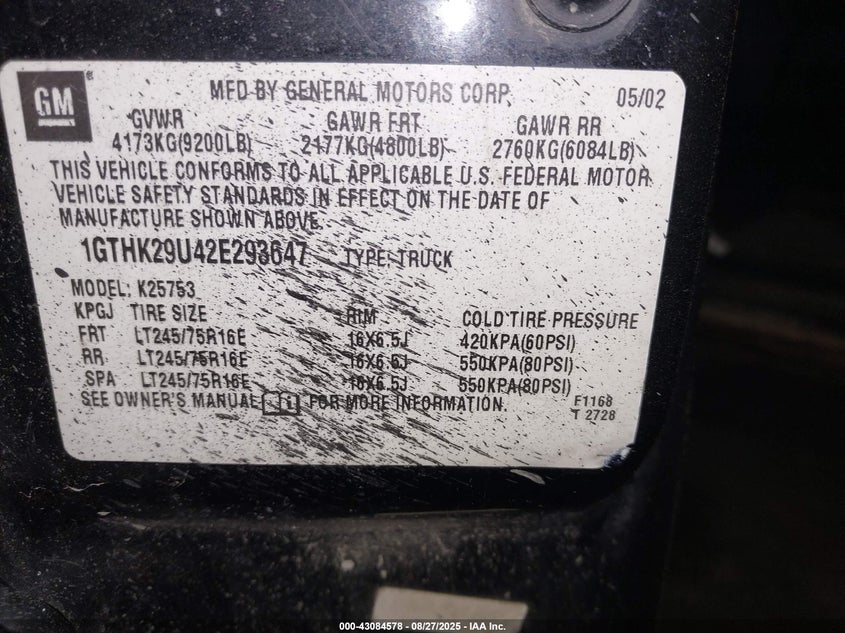 GM
MFD BY GENERAL MOTORS CORP.
05/02
GVWR GAWR FRT GAWR RR
4173KG(9200LB) 2177KG(4800LB) 2760KG(6084LB)
THIS VEHICLE CONFORMS TO ALL APPLICABLE U.S. FEDERAL MOTOR
VEHICLE SAFETY STANDARDS IN EFFECT ON THE DATE OF
MANUFACTURE SHOWN ABOVE.
1GTHK29U42E293647 TYPE: TRUCK
MODEL: K25753
KPGJ TIRE SIZE RIM COLD TIRE PRESSURE
FRT LT245/75R16E 16X6.5J 420KPA(60PSI)
RR LT245/75R16E 16X6.5J 550KPA(80PSI)
SPA LT245/75R16E 16X6.5J 550KPA(80PSI)
SEE OWNER'S MANUAL FOR MORE INFORMATION.
F1168
T 2728
000-43084578 > 08/27/2025 - IAA Inc.